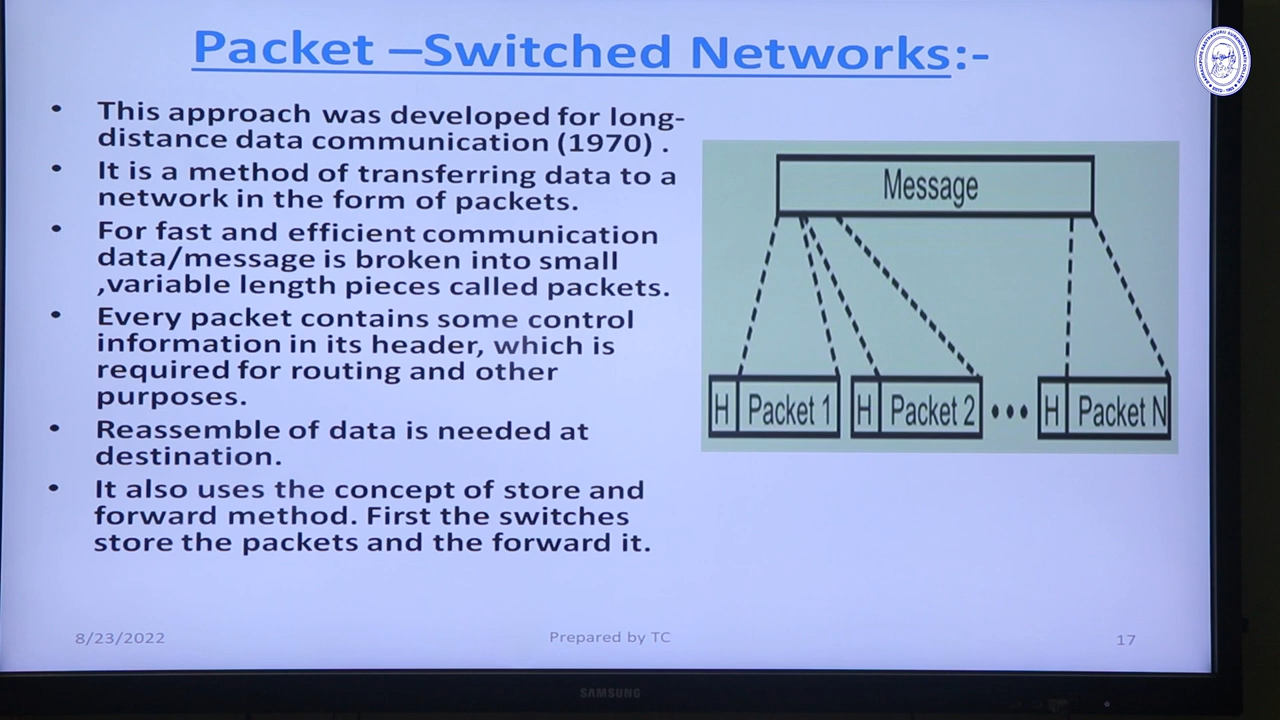 Packet –Switched Networks:-
• This approach was developed for long-
distance data communication (1970) .
• It is a method of transferring data to a
network in the form of packets.
• For fast and efficient communication
data/message is broken into small
,variable length pieces called packets.
• Every packet contains some control
information in its header, which is
required for routing and other
purposes.
• Reassemble of data is needed at
destination.
• It also uses the concept of store and
forward method. First the switches
store the packets and the forward it.
Message
H Packet 1 H Packet 2 ••• H Packet N
8/23/2022 Prepared by TC 17
SAMSUNG